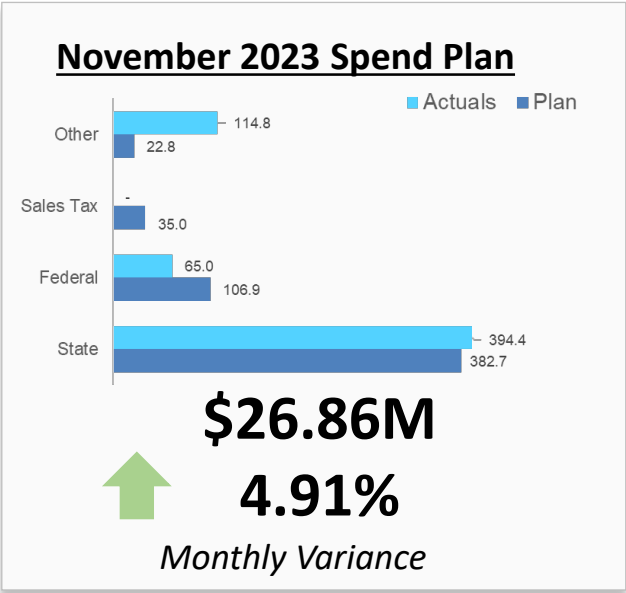 November 2023 Spend Plan
Actuals Plan
Other
114.8
22.8
Sales Tax
-
35.0
Federal
65.0
106.9
State
394.4
382.7
$26.86M
4.91%
Monthly Variance